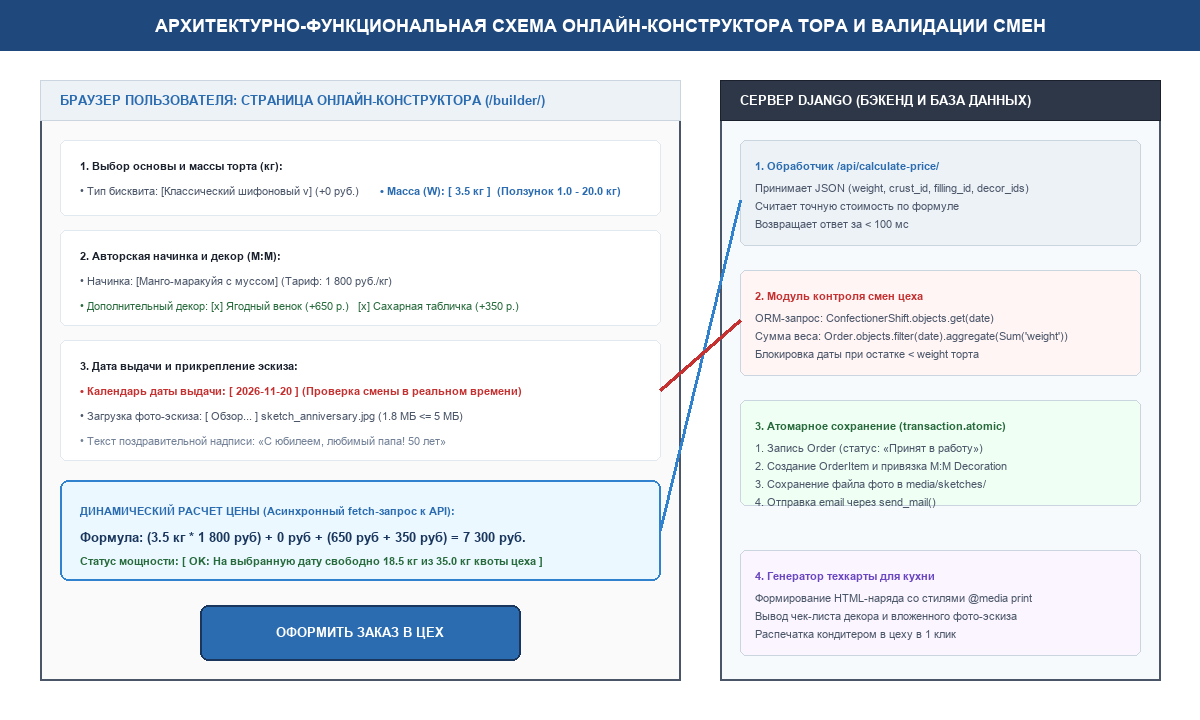 АРХИТЕКТУРНО-ФУНКЦИОНАЛЬНАЯ СХЕМА ОНЛАЙН-КОНСТРУКТОРА ТОРА И ВАЛИДАЦИИ СМЕН
БРАУЗЕР ПОЛЬЗОВАТЕЛЯ: СТРАНИЦА ОНЛАЙН-КОНСТРУКТОРА (/builder/)
1. Выбор основы и массы торта (кг):
• Тип бисквита: [Классический шифоновый v] (+0 руб.) • Масса (W): [ 3.5 кг ] (Ползунок 1.0 - 20.0 кг)
2. Авторская начинка и декор (M:M):
• Начинка: [Манго-маракуйя с муссом] (Тариф: 1 800 руб./кг)
• Дополнительный декор: [x] Ягодный венок (+650 р.) [x] Сахарная табличка (+350 р.)
3. Дата выдачи и прикрепление эскиза:
• Календарь даты выдачи: [ 2026-11-20 ] (Проверка смены в реальном времени)
• Загрузка фото-эскиза: [ Обзор... ] sketch_anniversary.jpg (1.8 МБ <= 5 МБ)
• Текст поздравительной надписи: «С юбилеем, любимый папа! 50 лет»
ДИНАМИЧЕСКИЙ РАСЧЕТ ЦЕНЫ (Асинхронный fetch-запрос к API):
Формула: (3.5 кг * 1 800 руб) + 0 руб + (650 руб + 350 руб) = 7 300 руб.
Статус мощности: [ OK: На выбранную дату свободно 18.5 кг из 35.0 кг квоты цеха ]
ОФОРМИТЬ ЗАКАЗ В ЦЕХ
СЕРВЕР DJANGO (БЭКЕНД И БАЗА ДАННЫХ)
1. Обработчик /api/calculate-price/
Принимает JSON (weight, crust_id, filling_id, decor_ids)
Считает точную стоимость по формуле
Возвращает ответ за < 100 мс
2. Модуль контроля смен цеха
ORM-запрос: ConfectionerShift.objects.get(date)
Сумма веса: Order.objects.filter(date).aggregate(Sum('weight'))
Блокировка даты при остатке < weight торта
3. Атомарное сохранение (transaction.atomic)
1. Запись Order (статус: «Принят в работу»)
2. Создание OrderItem и привязка M:M Decoration
3. Сохранение файла фото в media/sketches/
4. Отправка email через send_mail()
4. Генератор техкарты для кухни
Формирование HTML-наряда со стилями @media print
Вывод чек-листа декора и вложенного фото-эскиза
Распечатка кондитером в цеху в 1 клик